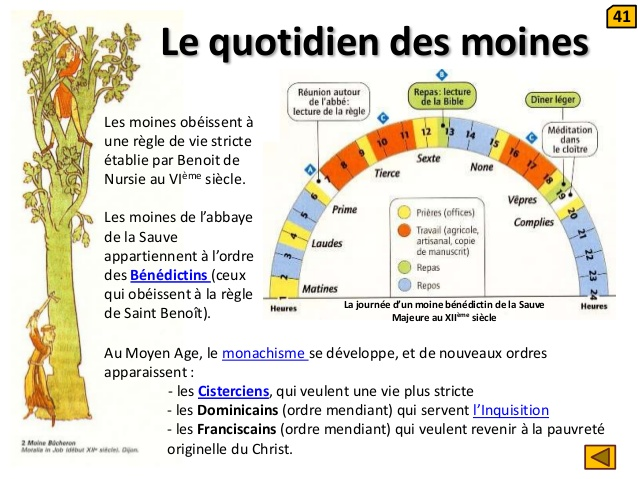 41
Le quotidien des moines
Les moines obéissent à
une règle de vie stricte
établie par Benoit de
Nursie au VIème siècle.
Les moines de l'abbaye
de la Sauve
appartiennent à l'ordre
des Bénédictins (ceux
qui obéissent à la règle
de Saint Benoît).
Réunion autour
de l'abbé:
lecture de la règle
B
Repas: lecture
de la Bible
Dîner léger
Méditation
dans
le cloître
A
C
C
1
2
3
4
5
6
7
8
9
10
11
12
13
14
15
16
17
18
19
20
21
22
23
24
Heures
Heures
Matines
Laudes
Prime
Tierce
Sexte
None
Vêpres
Complies
Prières (offices)
Travail (agricole,
artisanal, copie
de manuscrit)
Repas
Repos
La journée d'un moine bénédictin de la Sauve
Majeure au XIIème siècle
Au Moyen Age, le monachisme se développe, et de nouveaux ordres
apparaissent :
- les Cisterciens, qui veulent une vie plus stricte
- les Dominicains (ordre mendiant) qui servent l'Inquisition
- les Franciscains (ordre mendiant) qui veulent revenir à la pauvreté
originelle du Christ.
2 Moine Bûcheron
Moralia in Job (début XIIe siècle). Dijon.